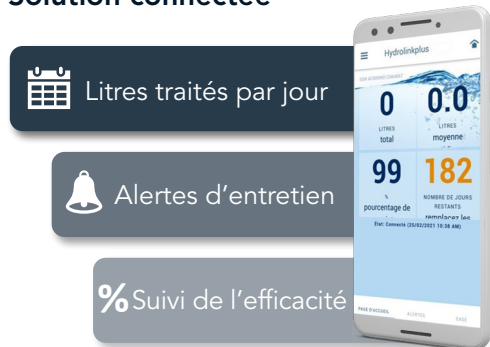 Solution connectée
Litres traités par jour
Alertes d'entretien
% Suivi de l'efficacité
Hydrolinkplus
0
LITRES
total
0.0
LITRES
moyenne
99
%
pourcentage de
182
NOMBRE DE JOURS
RESTANTS
remplacez les
État: Connecté (25/02/2021 10:38 AM)
PAGE D'ACCUEIL
ALERTES